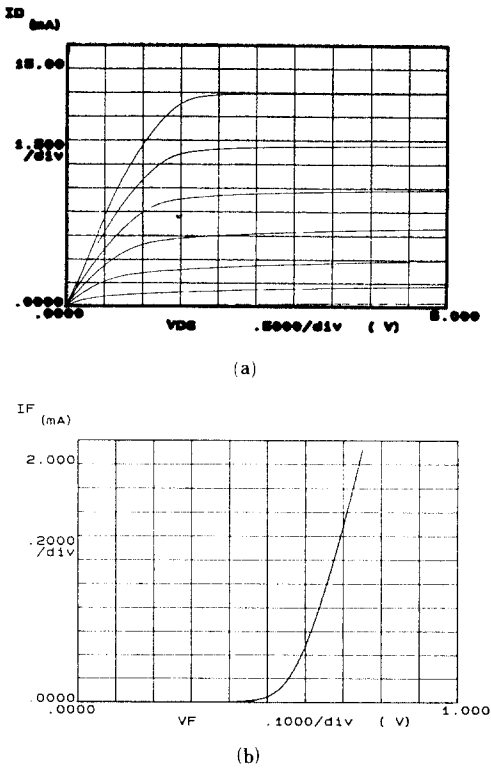 ID
(mA)
15.00
1.500
/div
.0000
.0000
VDS .5000/div ( V)
5.000
(a)
IF
(mA)
2.000
.2000
/div
.0000
.0000
VF .1000/div ( V)
1.000
(b)